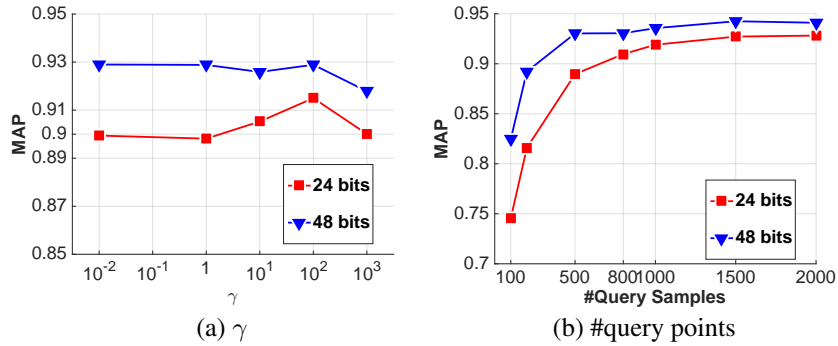 0.95
0.93
0.91
0.9
0.89
0.87
0.85
MAP
10^-2
10^-1
1
10^1
10^2
10^3
γ
24 bits
48 bits
(a) γ
0.95
0.9
0.85
0.8
0.75
0.7
MAP
100
500
800
1000
1500
2000
#Query Samples
24 bits
48 bits
(b) #query points